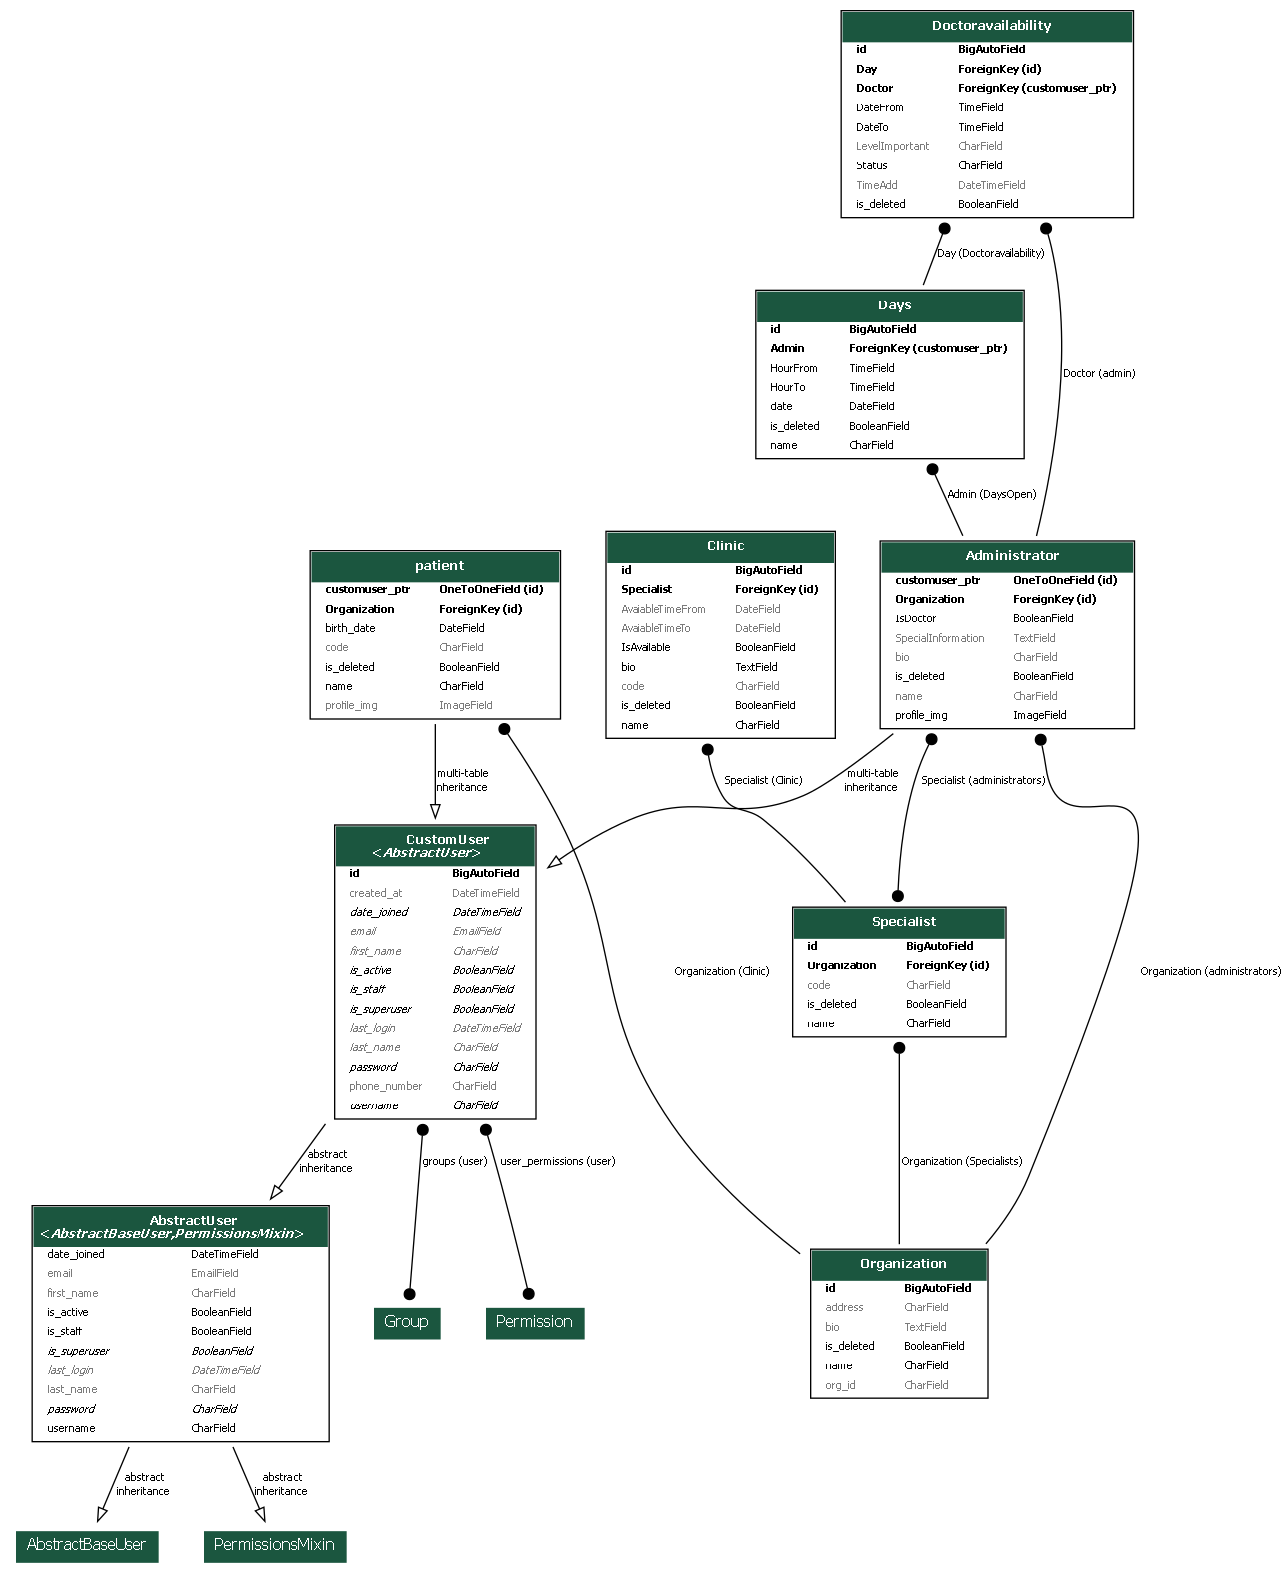 Doctoravailability
id BigAutoField
Day ForeignKey (id)
Doctor ForeignKey (customuser_ptr)
DateFrom TimeField
DateTo TimeField
LevelImportant CharField
Status CharField
TimeAdd DateTimeField
is_deleted BooleanField
Day (Doctoravailability)
Days
id BigAutoField
Admin ForeignKey (customuser_ptr)
HourFrom TimeField
HourTo TimeField
date DateField
is_deleted BooleanField
name CharField
Doctor (admin)
Admin (DaysOpen)
patient
customuser_ptr OneToOneField (id)
Organization ForeignKey (id)
birth_date DateField
code CharField
is_deleted BooleanField
name CharField
profile_img ImageField
Clinic
id BigAutoField
Specialist ForeignKey (id)
AvaiableTimeFrom DateField
AvaiableTimeTo DateField
IsAvailable BooleanField
bio TextField
code CharField
is_deleted BooleanField
name CharField
Administrator
customuser_ptr OneToOneField (id)
Organization ForeignKey (id)
IsDoctor BooleanField
SpecialInformation TextField
bio CharField
is_deleted BooleanField
name CharField
profile_img ImageField
multi-table
inheritance
Specialist (Clinic)
multi-table
inheritance
Specialist (administrators)
CustomUser
<AbstractUser>
id BigAutoField
created_at DateTimeField
date_joined DateTimeField
email EmailField
first_name CharField
is_active BooleanField
is_staff BooleanField
is_superuser BooleanField
last_login DateTimeField
last_name CharField
password CharField
phone_number CharField
username CharField
Organization (Clinic)
Specialist
id BigAutoField
Organization ForeignKey (id)
code CharField
is_deleted BooleanField
name CharField
Organization (administrators)
abstract
inheritance
groups (user)
user_permissions (user)
Organization (Specialists)
AbstractUser
<AbstractBaseUser,PermissionsMixin>
date_joined DateTimeField
email EmailField
first_name CharField
is_active BooleanField
is_staff BooleanField
is_superuser BooleanField
last_login DateTimeField
last_name CharField
password CharField
username CharField
Group
Permission
Organization
id BigAutoField
address CharField
bio TextField
is_deleted BooleanField
name CharField
org_id CharField
abstract
inheritance
abstract
inheritance
AbstractBaseUser
PermissionsMixin